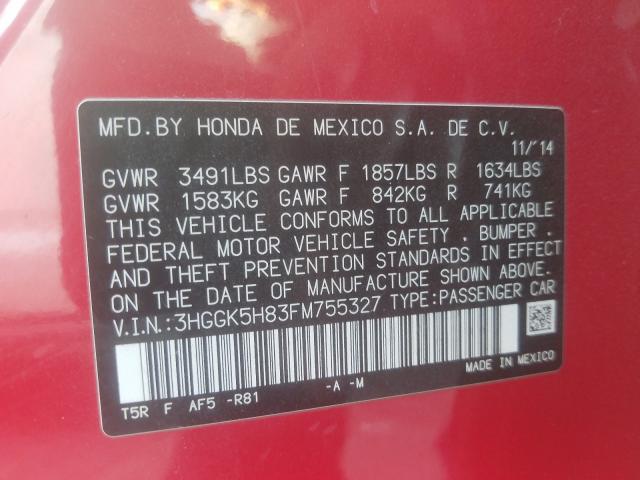 MFD. BY HONDA DE MEXICO S.A. DE C.V.
11/'14
GVWR 3491LBS GAWR F 1857LBS R 1634LBS
GVWR 1583KG GAWR F 842KG R 741KG
THIS VEHICLE CONFORMS TO ALL APPLICABLE
FEDERAL MOTOR VEHICLE SAFETY , BUMPER ,
AND THEFT PREVENTION STANDARDS IN EFFECT
ON THE DATE OF MANUFACTURE SHOWN ABOVE.
V.I.N.:3HGGK5H83FM755327 TYPE:PASSENGER CAR
MADE IN MEXICO
T5R F AF5 -R81 -A -M